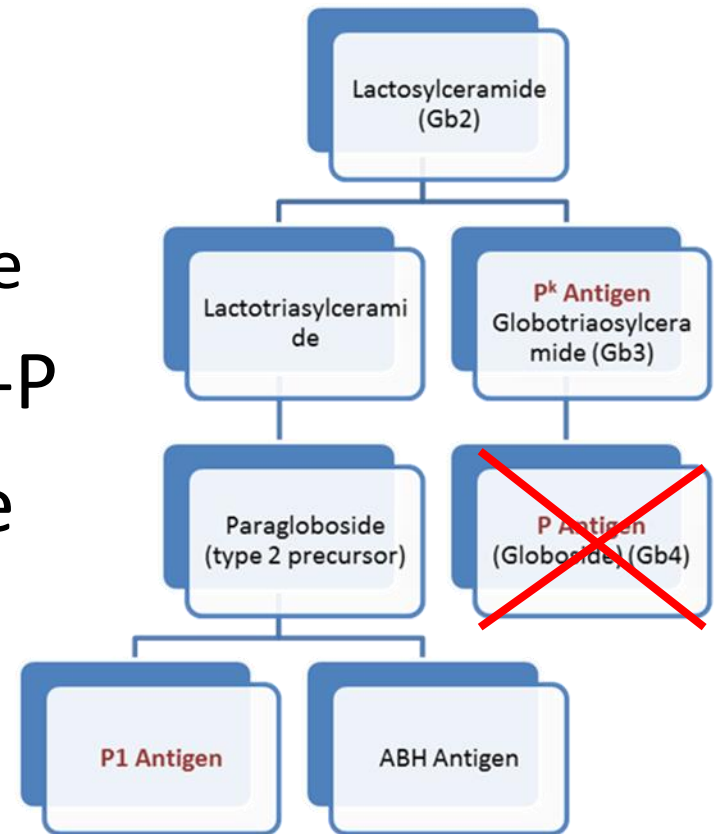 Lactosylceramide
(Gb2)
e
Lactotriasylcerami
de
Pᵏ Antigen
Globotriaosylcera
mide (Gb3)
-P
e
Paragloboside
(type 2 precursor)
P Antigen
(Globoside) (Gb4)
P1 Antigen
ABH Antigen